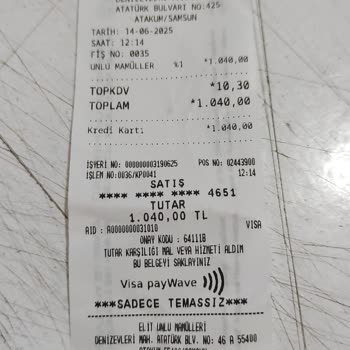 DENİZEVLERİ
ATATÜRK BULVARI NO:425
ATAKUM/SAMSUN
TARİH: 14-06-2025
SAAT: 12:14
FİŞ NO: 0035
UNLU MAMÜLLER %1 *1.040,00
TOPKDV *10,30
TOPLAM *1.040,00
Kredi Kartı *1.040,00
İŞYERİ NO: 000000003190625 POS NO: 02443900
İŞLEM NO:0036/KP0041 12:14
SATIŞ
**** **** **** 4651
TUTAR
1.040,00 TL
AID : A0000000031010 VISA
ONAY KODU : 641118
TUTAR KARŞILIĞI MAL VEYA HİZMETİ ALDIM
BU BELGEYİ SAKLAYINIZ
Visa payWave
***SADECE TEMASSIZ***
ELİT UNLU MAMULLERİ
DENİZEVLERİ MAH. ATATÜRK BLV. NO: 46 A 55400